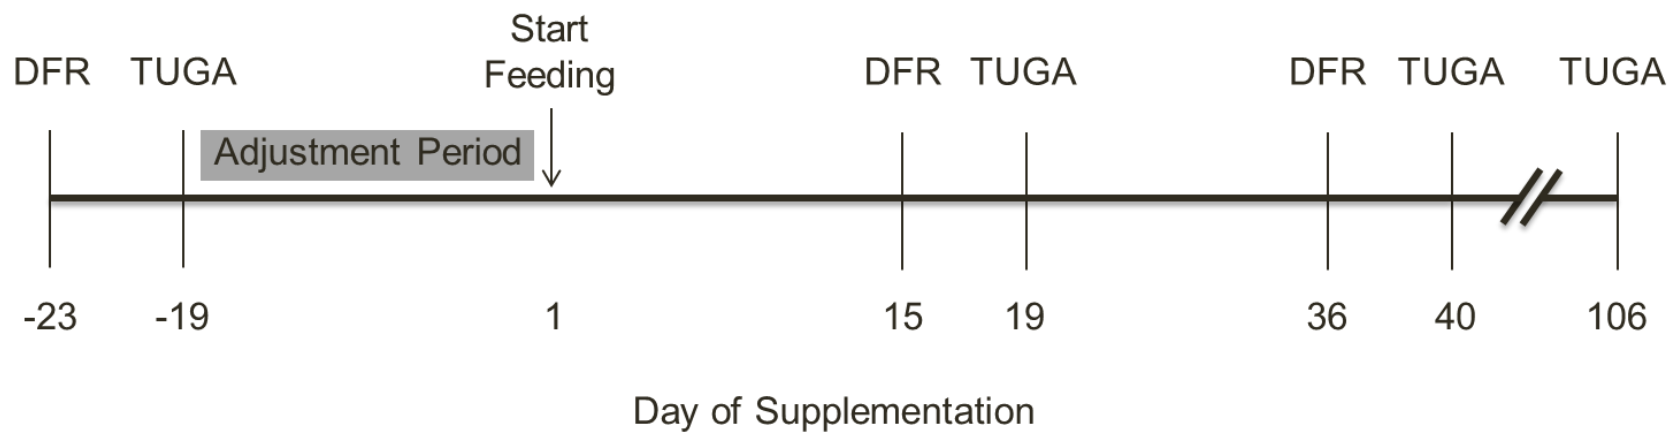 Start
Feeding
DFR TUGA DFR TUGA DFR TUGA TUGA
Adjustment Period
-23 -19 1 15 19 36 40 106
Day of Supplementation